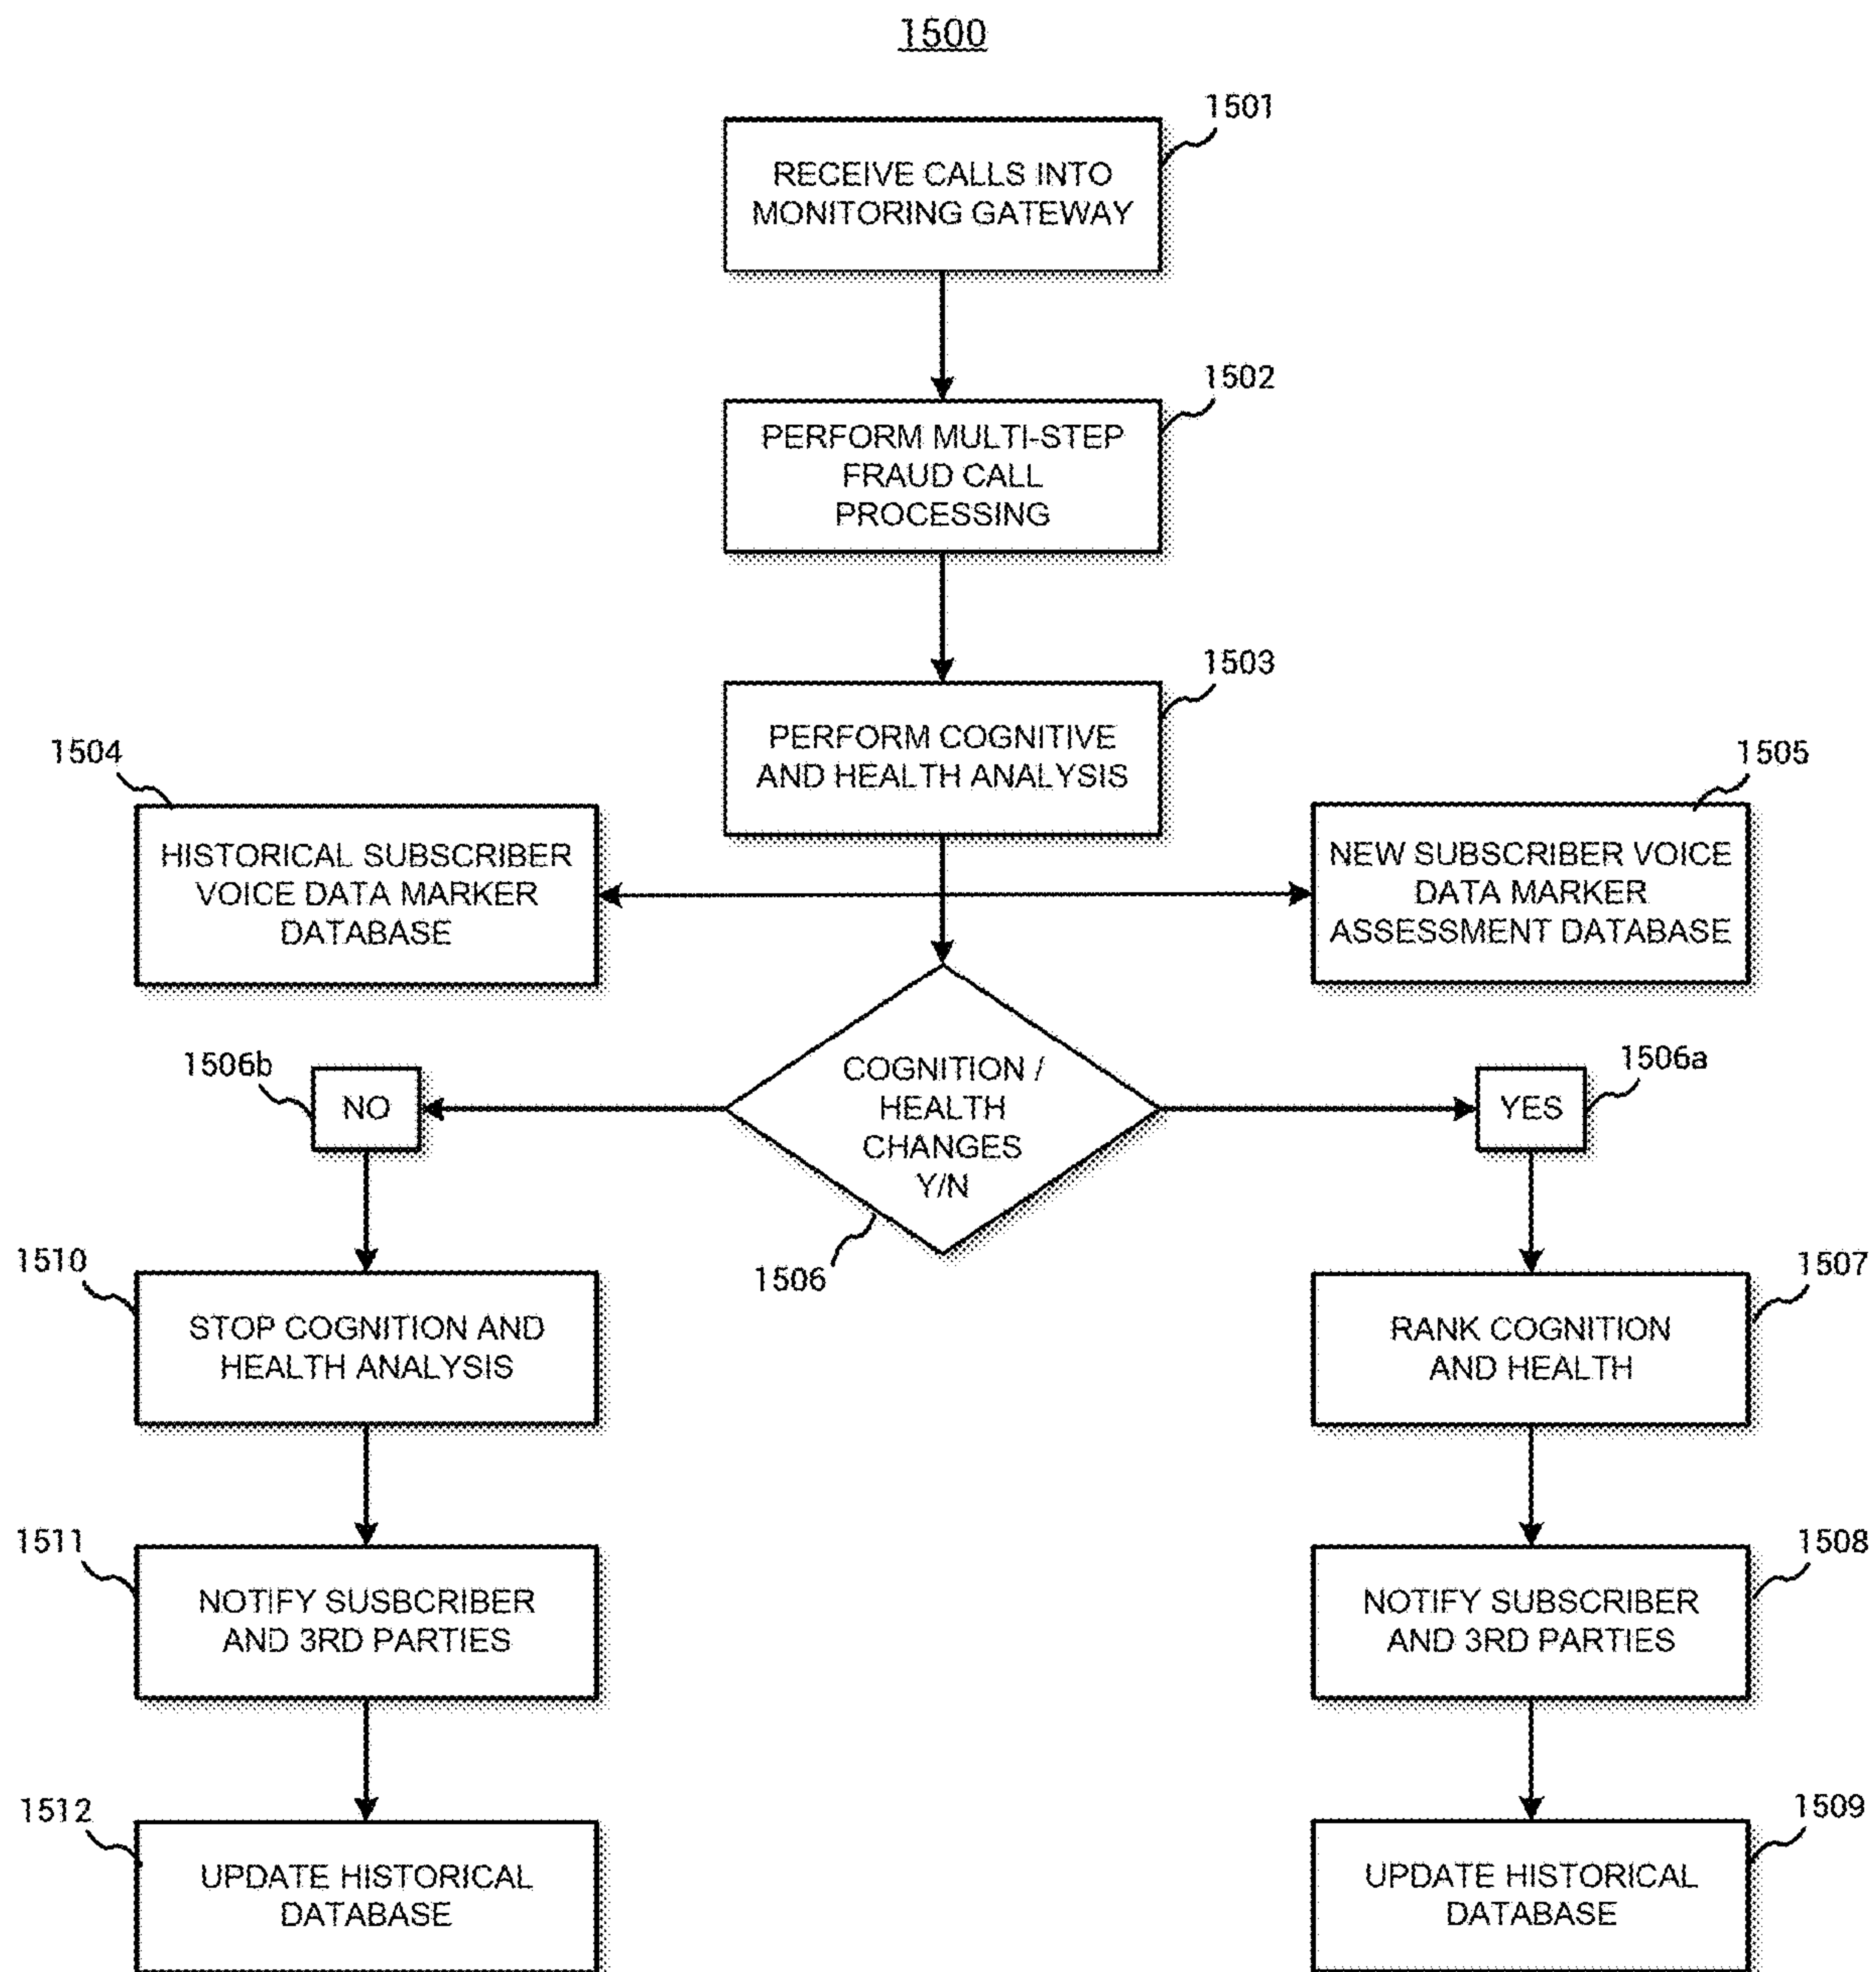 1500
1501
RECEIVE CALLS INTO
MONITORING GATEWAY
1502
PERFORM MULTI-STEP
FRAUD CALL
PROCESSING
1503
PERFORM COGNITIVE
AND HEALTH ANALYSIS
1504
HISTORICAL SUBSCRIBER
VOICE DATA MARKER
DATABASE
1505
NEW SUBSCRIBER VOICE
DATA MARKER
ASSESSMENT DATABASE
1506b
NO
COGNITION /
HEALTH
CHANGES
Y/N
1506
1506a
YES
1510
STOP COGNITION AND
HEALTH ANALYSIS
1507
RANK COGNITION
AND HEALTH
1511
NOTIFY SUSBCRIBER
AND 3RD PARTIES
1508
NOTIFY SUBSCRIBER
AND 3RD PARTIES
1512
UPDATE HISTORICAL
DATABASE
1509
UPDATE HISTORICAL
DATABASE